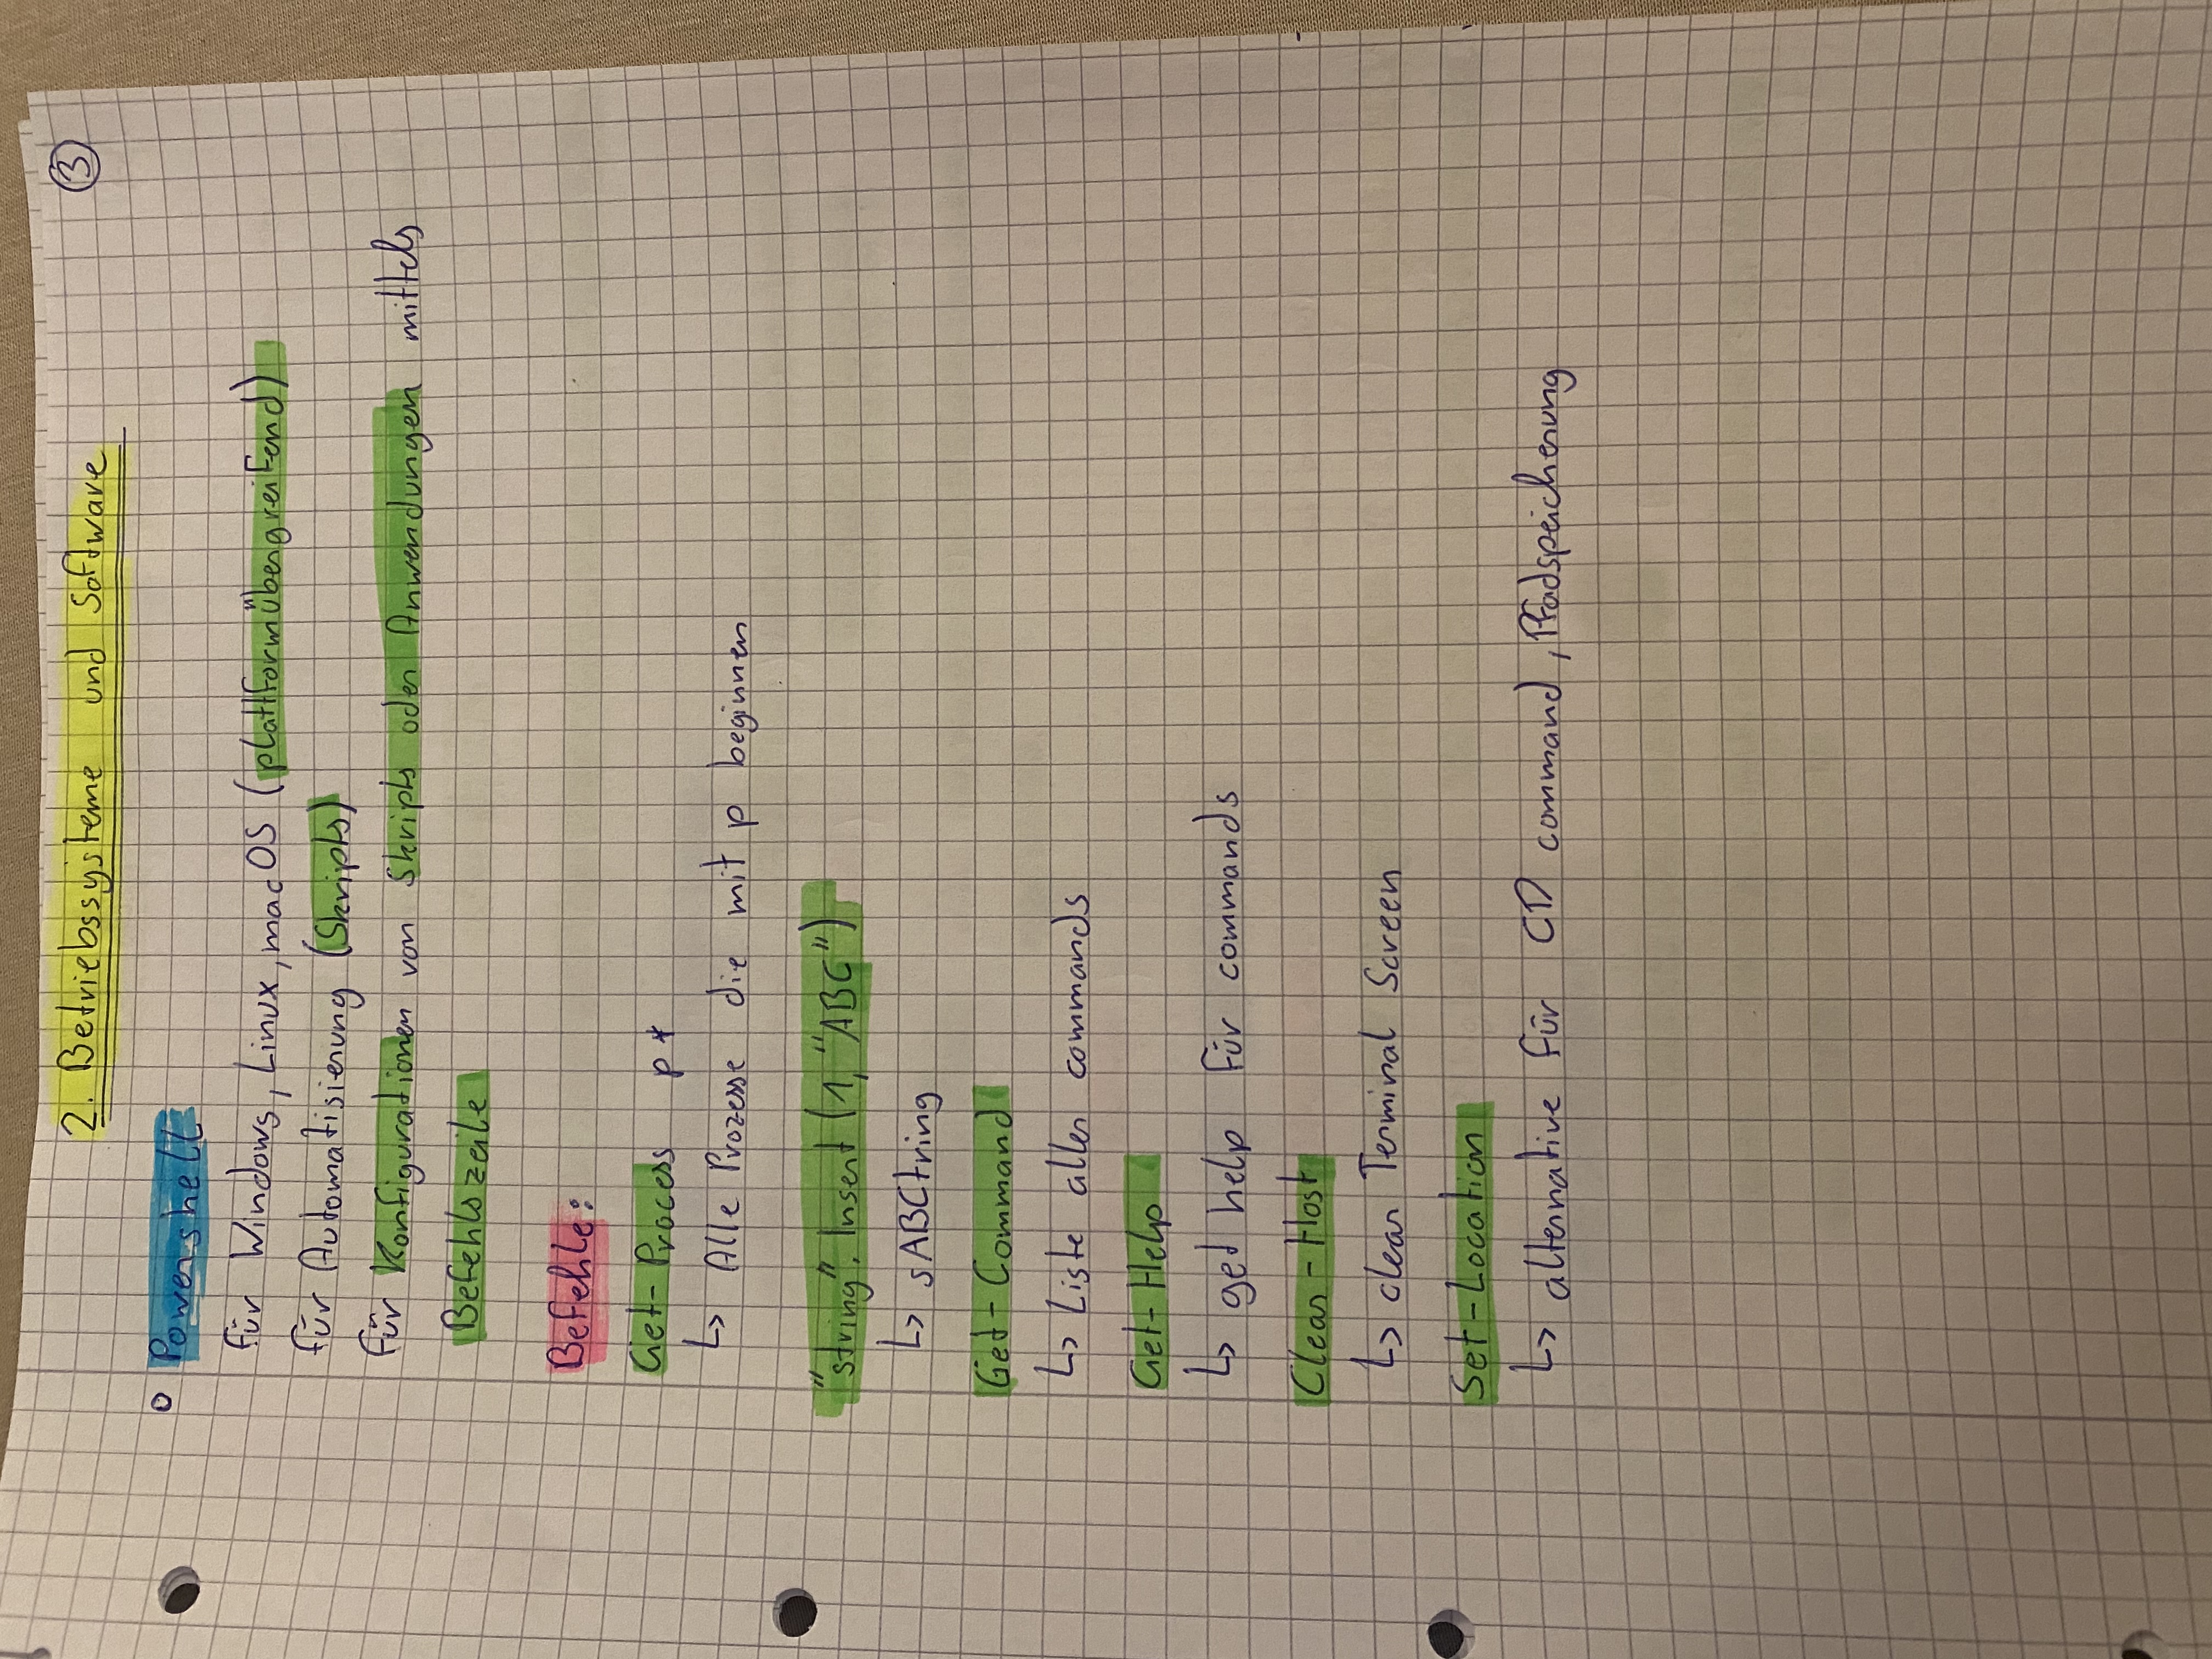 2. Betriebssysteme und Software
③
o Powershell
für Windows, Linux, macOS (plattformübergreifend)
für Automatisierung (Skripts)
für Konfigurationen von Skripts oder Anwendungen mittels
Befehlszeile
Befehle:
Get-Process p*
↳ Alle Prozesse die mit p beginnen
"string".Insert(1,"ABC")
↳ sABCtring
Get-Command
↳ Liste aller commands
Get-Help
↳ get help für commands
Clear-Host
↳ clear Terminal Screen
Set-Location
↳ alternative für CD command, Pfadspeicherung